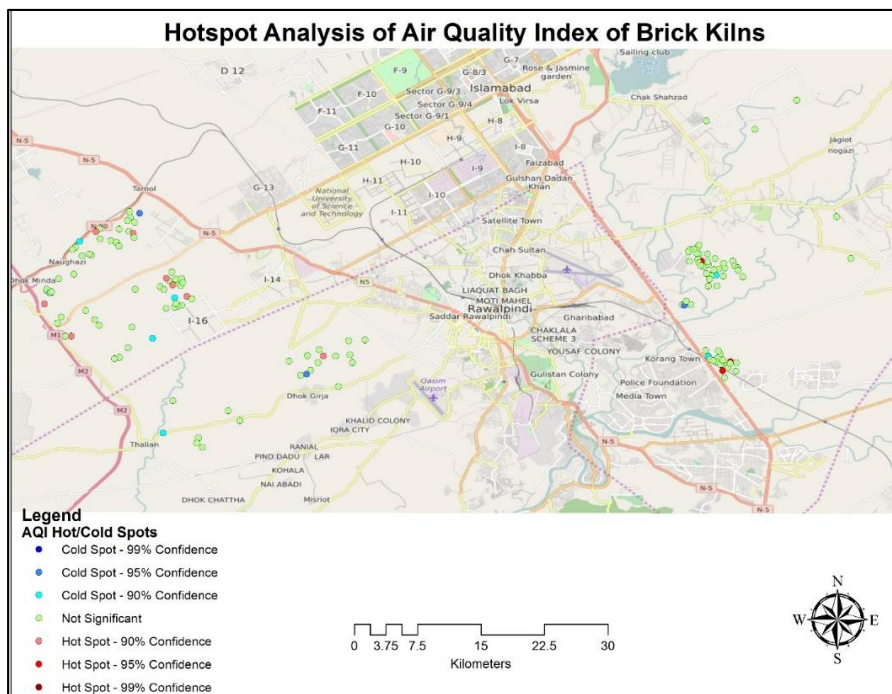 Hotspot Analysis of Air Quality Index of Brick Kilns
Sailing club
D 12
F-9
G-7
G-8/3
Rose & Jasmine
garden
F-10
Sector G-9/3
Islamabad
F-11
Sector G-9/4
Lok Virsa
Chak Shahzad
G-10
Sector G-9/1
H-8
N-5
G-11
H-9
Jagiot
nogazi
H-10
I-8
N-5
Faizabad
Tarnol
G-13
H-11
I-9
Gulshan Dadan
Khan
National
University
of Science
and Technology
I-10
I-11
Satellite Town
N-5
Chah Sultan
Naughazi
Dhok Minda
I-14
N5
Dhok Khabba
LIAQUAT BAGH
MOTI MAHEL
I-16
Saddar Rawalpindi
Rawalpindi
Gharibabad
M1
CHAKLALA
SCHEME 3
YOUSAF COLONY
Korang Town
M2
Gulistan Colony
Police Foundation
Qasim
Airport
Media Town
Dhok Girja
M2
KHALID COLONY
IQRA CITY
Thalian
RANIAL
N-5
PIND DADU
LAR
KOHALA
NAI ABADI
DHOK CHATTHA
Misriot
N-5
Legend
AQI Hot/Cold Spots
Cold Spot - 99% Confidence
Cold Spot - 95% Confidence
Cold Spot - 90% Confidence
Not Significant
Hot Spot - 90% Confidence
Hot Spot - 95% Confidence
Hot Spot - 99% Confidence
0 3.75 7.5 15 22.5 30
Kilometers
N
W E
S